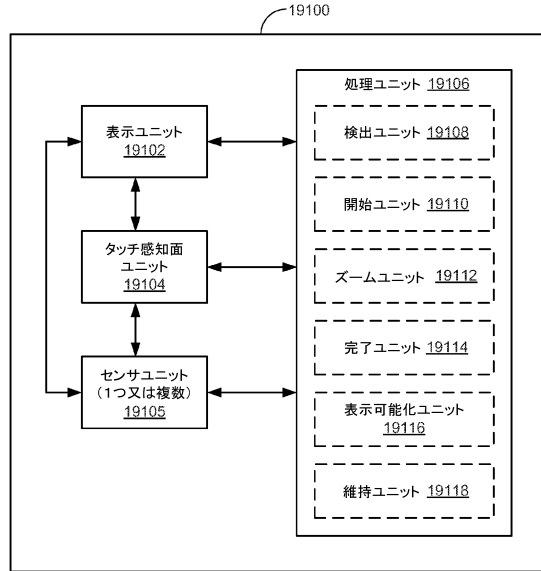 19100
表示ユニット
19102
タッチ感知面
ユニット
19104
センサユニット
(1つ又は複数)
19105
処理ユニット 19106
検出ユニット 19108
開始ユニット 19110
ズームユニット 19112
完了ユニット 19114
表示可能化ユニット
19116
維持ユニット 19118